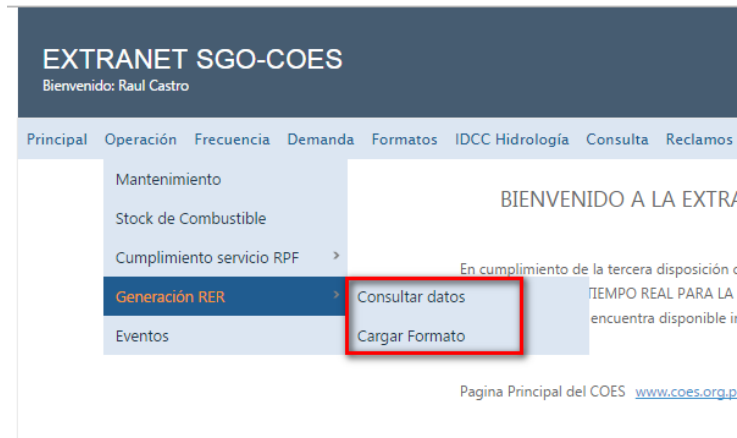 EXTRANET SGO-COES
Bienvenido: Raul Castro
Principal Operación Frecuencia Demanda Formatos IDCC Hidrología Consulta Reclamos
Mantenimiento
Stock de Combustible
Cumplimiento servicio RPF >
Generación RER >
Eventos
Consultar datos
Cargar Formato
BIENVENIDO A LA EXTRA
En cumplimiento de la tercera disposición
TIEMPO REAL PARA LA
encuentra disponible
Pagina Principal del COES www.coes.org.p